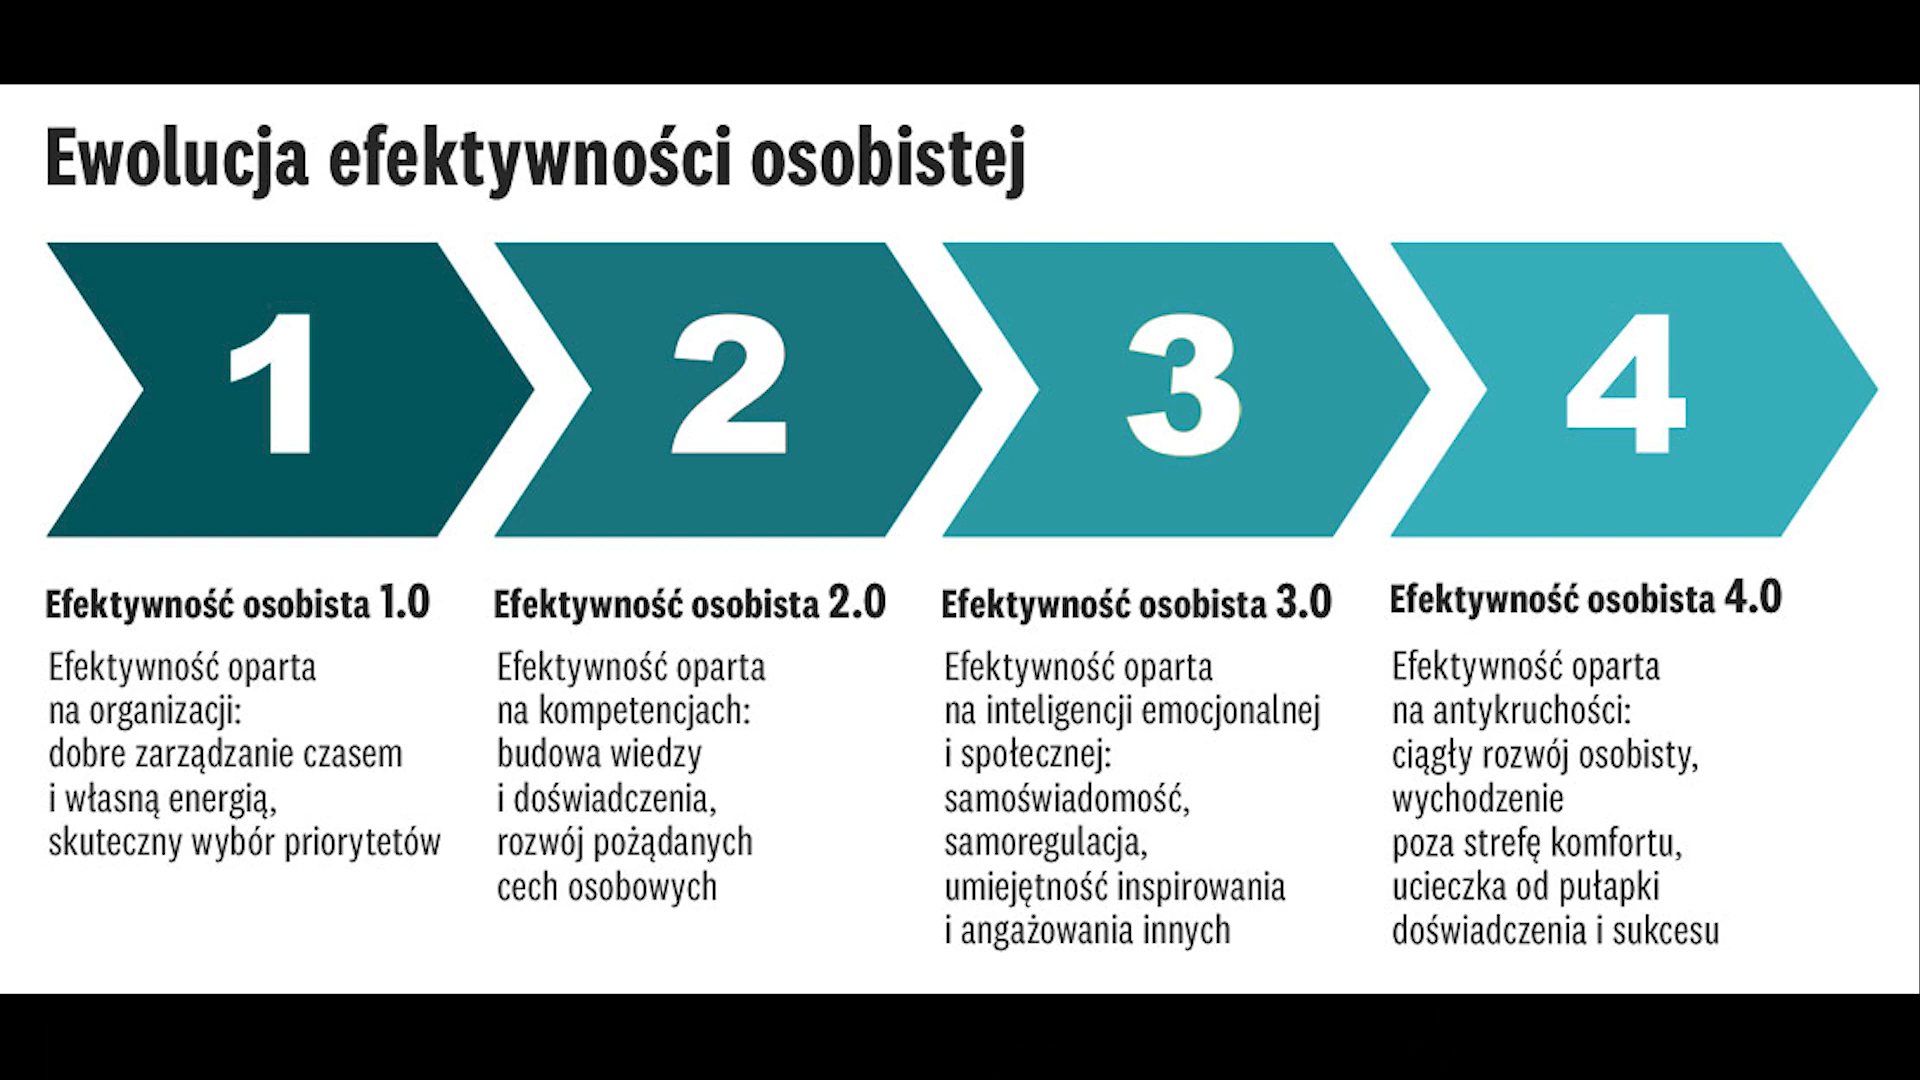 Ewolucja efektywności osobistej
1
2
3
4
Efektywność osobista 1.0
Efektywność oparta
na organizacji:
dobre zarządzanie czasem
i własną energią,
skuteczny wybór priorytetów
Efektywność osobista 2.0
Efektywność oparta
na kompetencjach:
budowa wiedzy
i doświadczenia,
rozwój pożądanych
cech osobowych
Efektywność osobista 3.0
Efektywność oparta
na inteligencji emocjonalnej
i społecznej:
samoświadomość,
samoregulacja,
umiejętność inspirowania
i angażowania innych
Efektywność osobista 4.0
Efektywność oparta
na antykruchości:
ciągły rozwój osobisty,
wychodzenie
poza strefę komfortu,
ucieczka od pułapki
doświadczenia i sukcesu